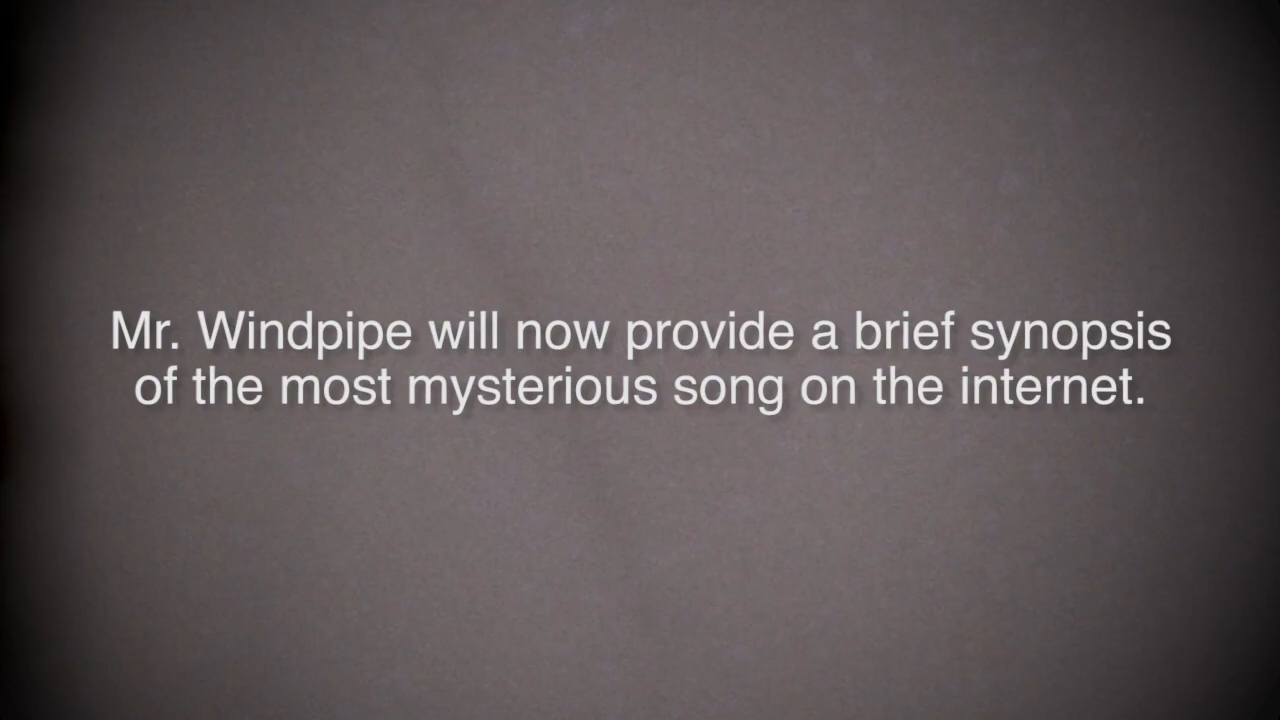 Mr. Windpipe will now provide a brief synopsis
of the most mysterious song on the internet.